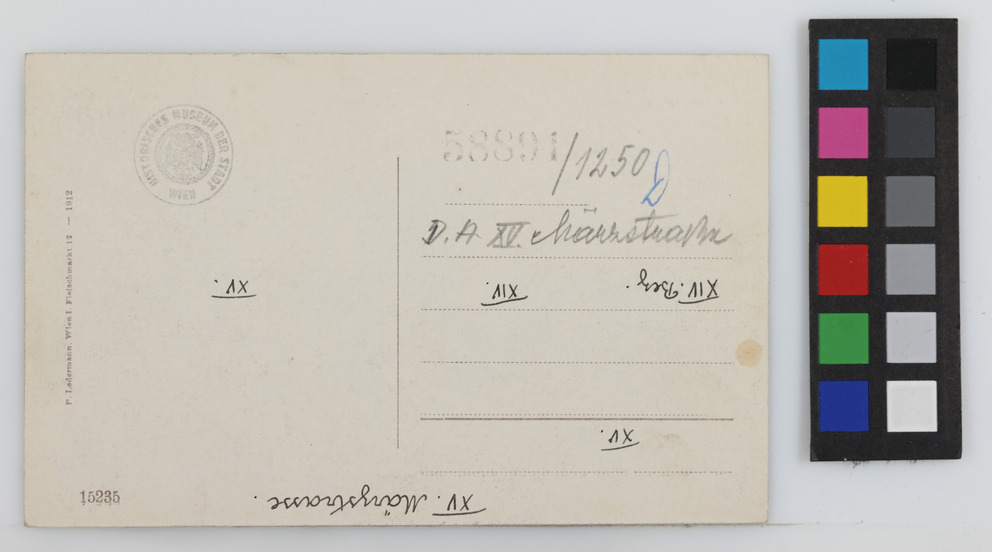 HISTORISCHES MUSEUM DER STADT WIEN
58891/1250
D
D. A. XV. Märzstraße
XIV. Bez.
XIV.
XV.
XV.
XV. Märzstrasse.
P. Ledermann, Wien I. Fleischmarkt 12 — 1912
15235